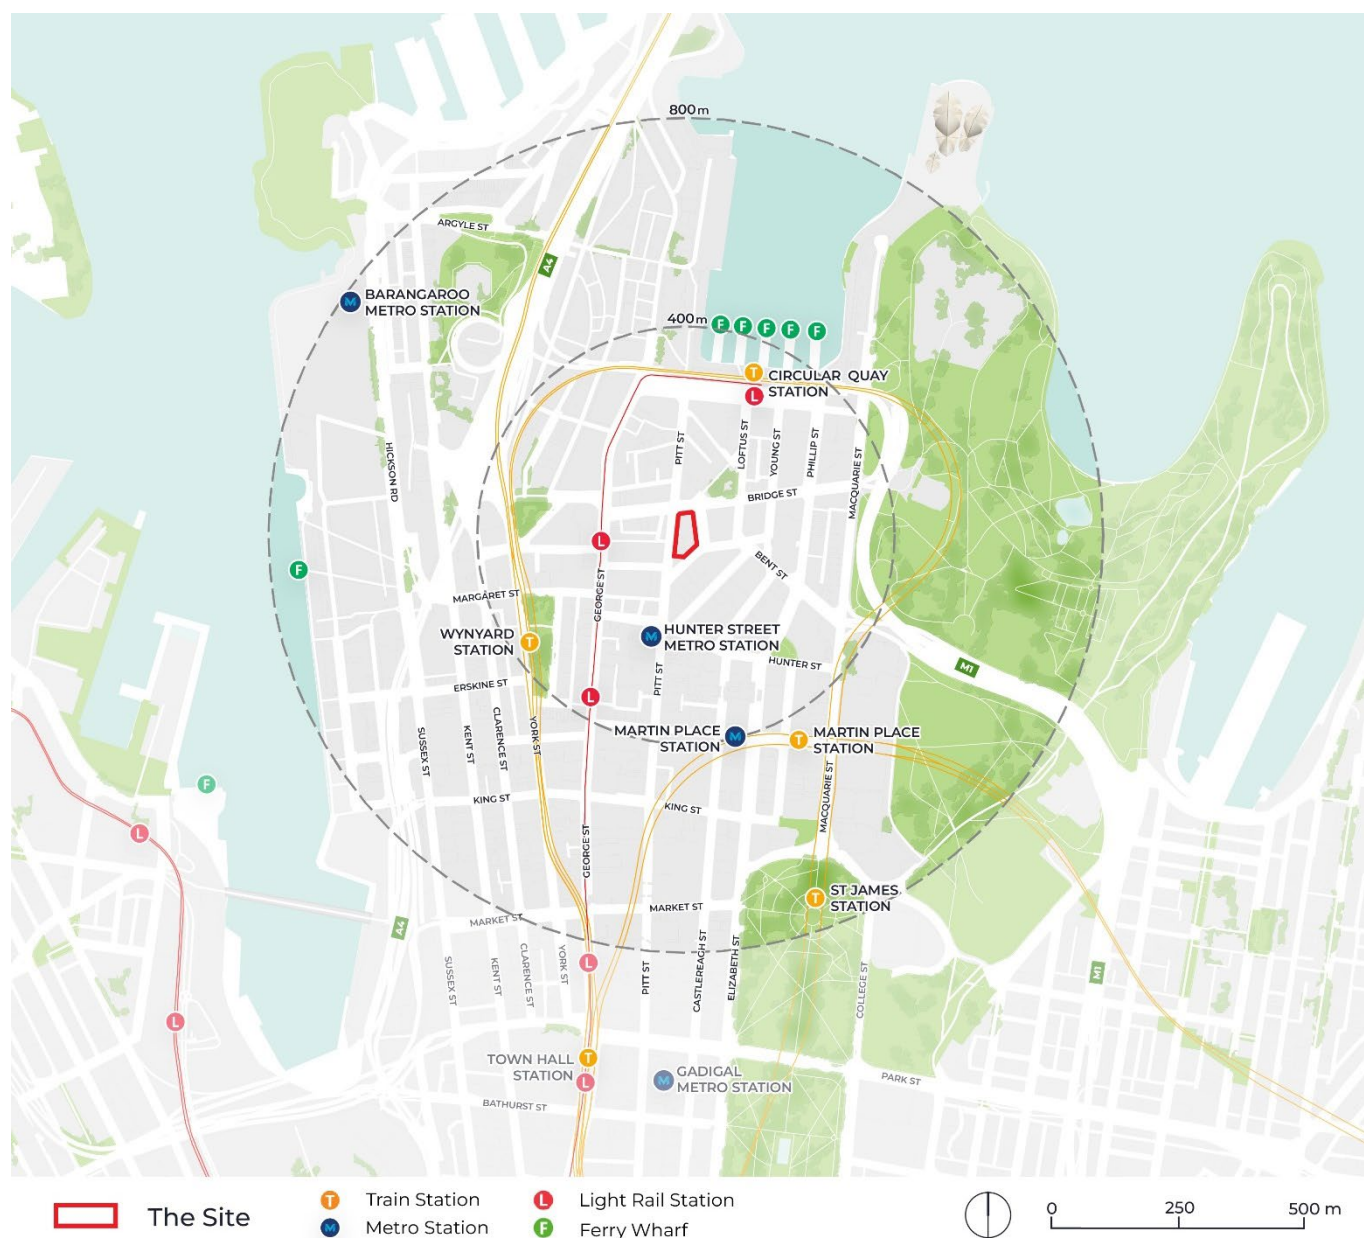 800m
ARGYLE ST
A4
BARANGAROO
METRO STATION
400m
F F F F F
T
CIRCULAR QUAY
STATION
L
HICKSON RD
PITT ST
LOFTUS ST
YOUNG ST
PHILLIP ST
MACQUARIE ST
BRIDGE ST
L
F
BENT ST
GEORGE ST
MARGARET ST
WYNYARD
STATION
T
M
HUNTER STREET
METRO STATION
HUNTER ST
M1
PITT ST
ERSKINE ST
L
SUSSEX ST
KENT ST
CLARENCE ST
YORK ST
MARTIN PLACE
STATION
M
T
MARTIN PLACE
STATION
F
MACQUARIE ST
KING ST
KING ST
L
GEORGE ST
T
ST JAMES
STATION
MARKET ST
MARKET ST
A4
SUSSEX ST
KENT ST
CLARENCE ST
YORK ST
L
PITT ST
CASTLEREAGH ST
ELIZABETH ST
COLLEGE ST
M1
L
TOWN HALL
STATION
T
L
M
GADIGAL
METRO STATION
PARK ST
BATHURST ST
The Site
T Train Station
M Metro Station
L Light Rail Station
F Ferry Wharf
0 250 500 m